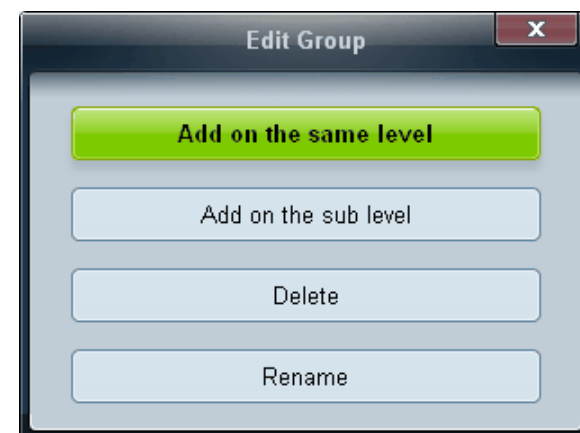 Edit Group
x
Add on the same level
Add on the sub level
Delete
Rename